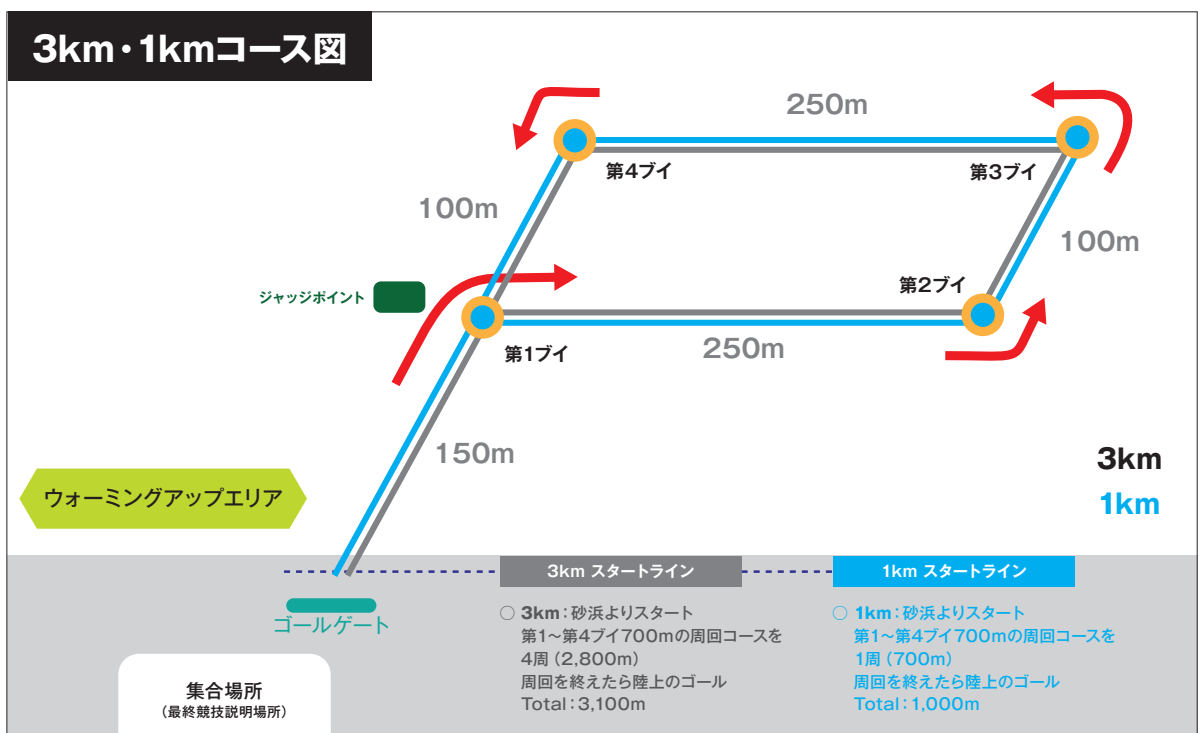 3km・1kmコース図
250m
第4ブイ
第3ブイ
100m
100m
ジャッジポイント
第2ブイ
第1ブイ
250m
150m
3km
1km
ウォーミングアップエリア
3km スタートライン
1km スタートライン
ゴールゲート
○ 3km：砂浜よりスタート
第1～第4ブイ700mの周回コースを
4周（2,800m）
周回を終えたら陸上のゴール
Total：3,100m
○ 1km：砂浜よりスタート
第1～第4ブイ700mの周回コースを
1周（700m）
周回を終えたら陸上のゴール
Total：1,000m
集合場所
（最終競技説明場所）